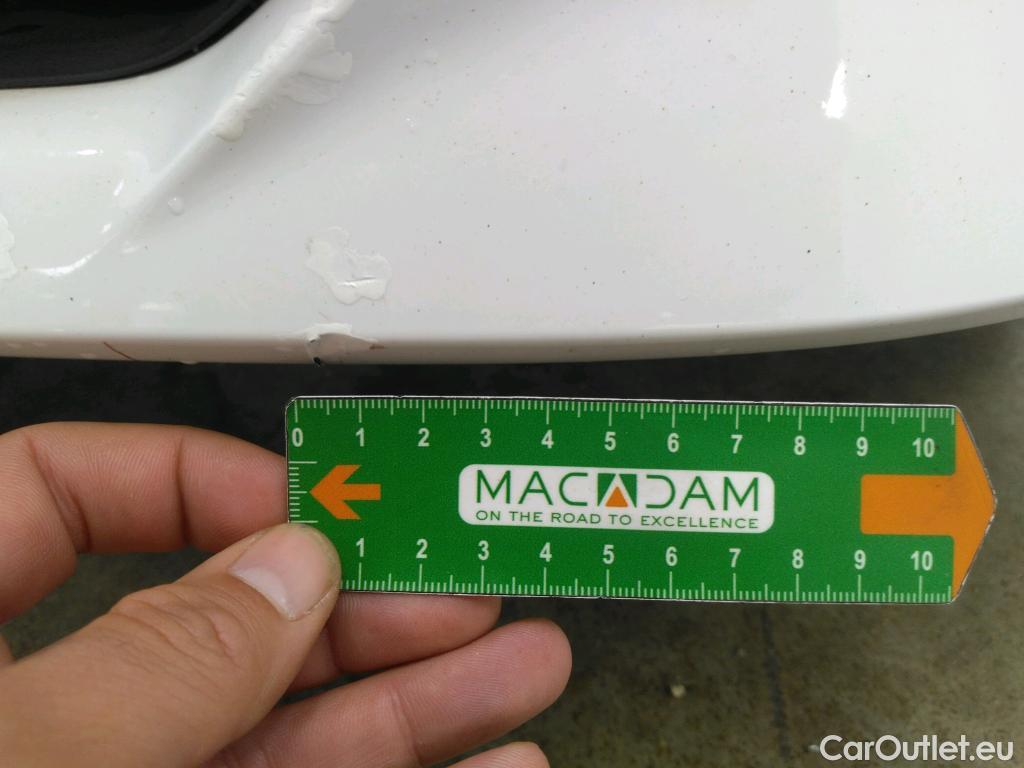 0 1 2 3 4 5 6 7 8 9 10
MACADAM
ON THE ROAD TO EXCELLENCE
1 2 3 4 5 6 7 8 9 10
CarOutlet.eu